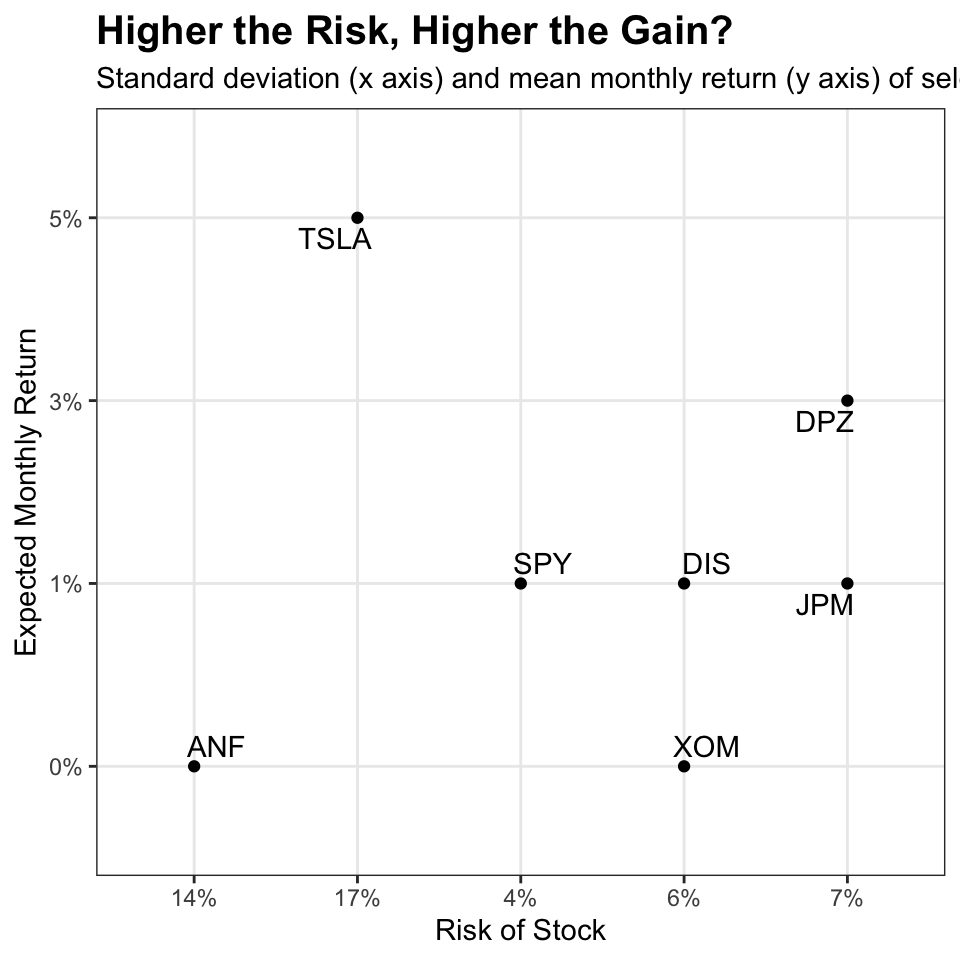 Higher the Risk, Higher the Gain?
Standard deviation (x axis) and mean monthly return (y axis) of sel
5%
TSLA
3%
DPZ
Expected Monthly Return
SPY
DIS
1%
JPM
ANF
XOM
0%
14%
17%
4%
6%
7%
Risk of Stock